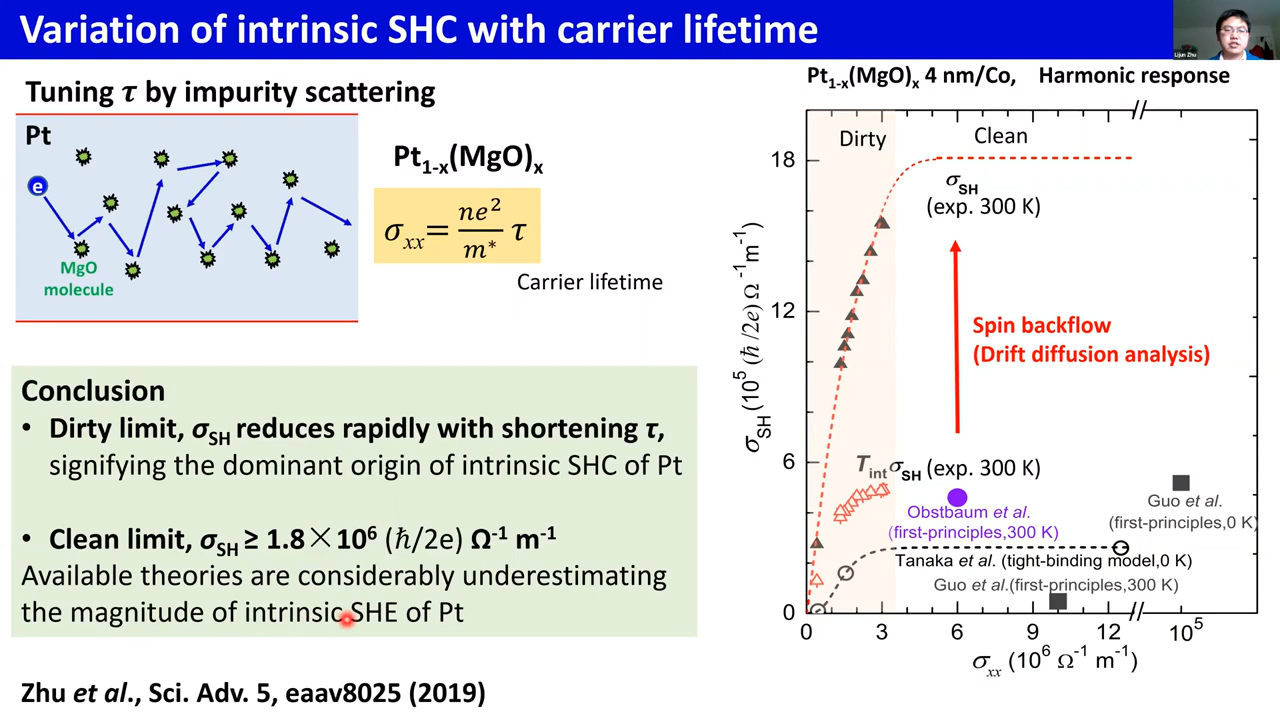 Variation of intrinsic SHC with carrier lifetime
Lijun Zhu
Tuning τ by impurity scattering
Pt
e
MgO
molecule
Pt1-x(MgO)x
σxx = ne²/m* τ
Carrier lifetime
Conclusion
• Dirty limit, σSH reduces rapidly with shortening τ,
signifying the dominant origin of intrinsic SHC of Pt
• Clean limit, σSH ≥ 1.8×10⁶ (ℏ/2e) Ω⁻¹ m⁻¹
Available theories are considerably underestimating
the magnitude of intrinsic SHE of Pt
Zhu et al., Sci. Adv. 5, eaav8025 (2019)
Pt1-x(MgO)x 4 nm/Co, Harmonic response
Dirty
Clean
σSH
(exp. 300 K)
Spin backflow
(Drift diffusion analysis)
TintσSH (exp. 300 K)
Obstbaum et al.
(first-principles,300 K)
Guo et al.
(first-principles,0 K)
Tanaka et al. (tight-binding model,0 K)
Guo et al.(first-principles,300 K)
σSH (10⁵ (ℏ/2e) Ω⁻¹m⁻¹)
18
12
6
0
0 3 6 9 12 10⁵
σxx (10⁶ Ω⁻¹ m⁻¹)